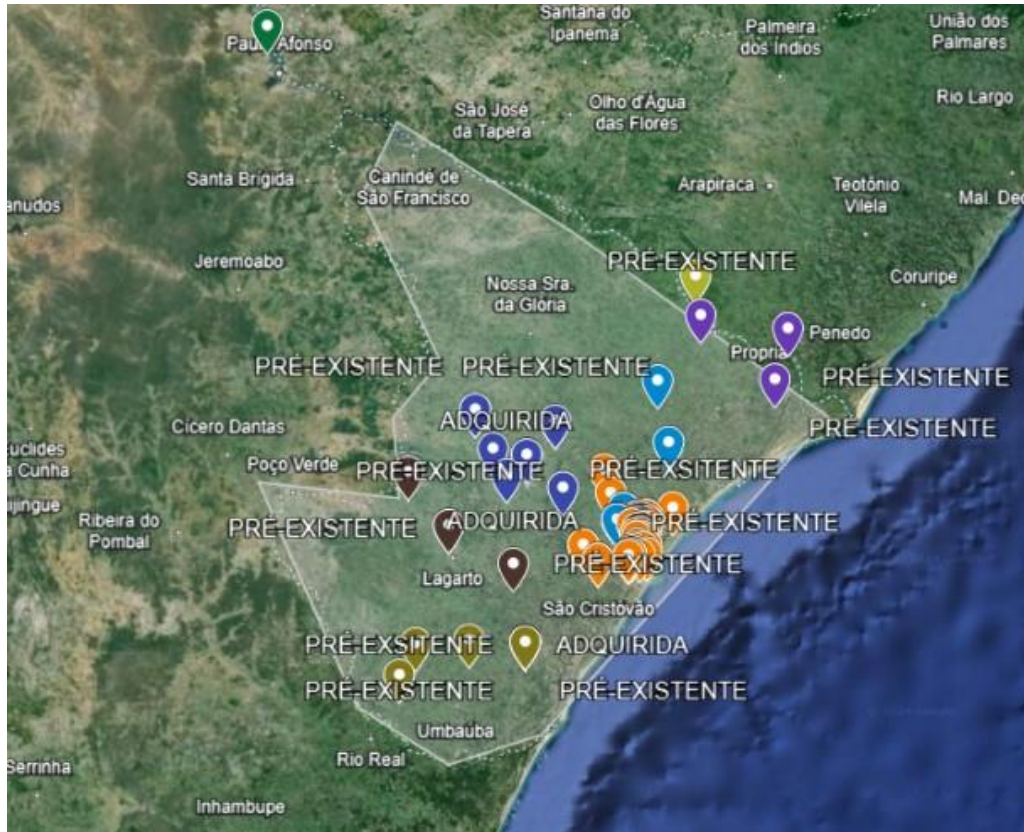 Santana do
Ipanema
Palmeira
dos Índios
União dos
Palmares
Paulo Afonso
Rio Largo
São José
da Tapera
Olho d'Água
das Flores
Santa Brígida
Canindé de
São Francisco
Arapiraca
Teotônio
Vilela
Mal. Deo
anudos
Jeremoabo
PRÉ-EXISTENTE
Nossa Sra.
da Glória
Coruripe
Penedo
Propriá
PRÉ-EXISTENTE
PRÉ-EXISTENTE
PRÉ-EXISTENTE
ADQUIRIDA
Cícero Dantas
PRÉ-EXISTENTE
Euclides
a Cunha
Poço Verde
PRÉ-EXISTENTE
PRÉ-EXSITENTE
ijingue
Ribeira do
Pombal
PRÉ-EXISTENTE
ADQUIRIDA
PRÉ-EXISTENTE
PRÉ-EXISTENTE
Lagarto
São Cristóvão
PRÉ-EXSITENTE
ADQUIRIDA
PRÉ-EXISTENTE
PRÉ-EXISTENTE
Umbaúba
Rio Real
Serrinha
Inhambupe